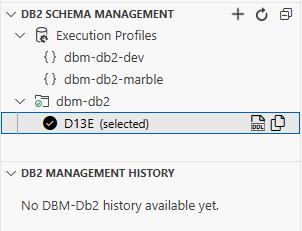 DB2 SCHEMA MANAGEMENT
Execution Profiles
{ } dbm-db2-dev
{ } dbm-db2-marble
dbm-db2
D13E (selected)
DDL
DB2 MANAGEMENT HISTORY
No DBM-Db2 history available yet.